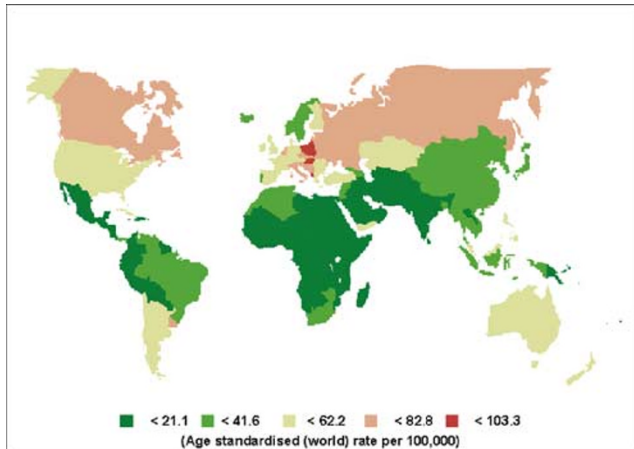 < 21.1 < 41.6 < 62.2 < 82.8 < 103.3
(Age standardised (world) rate per 100,000)